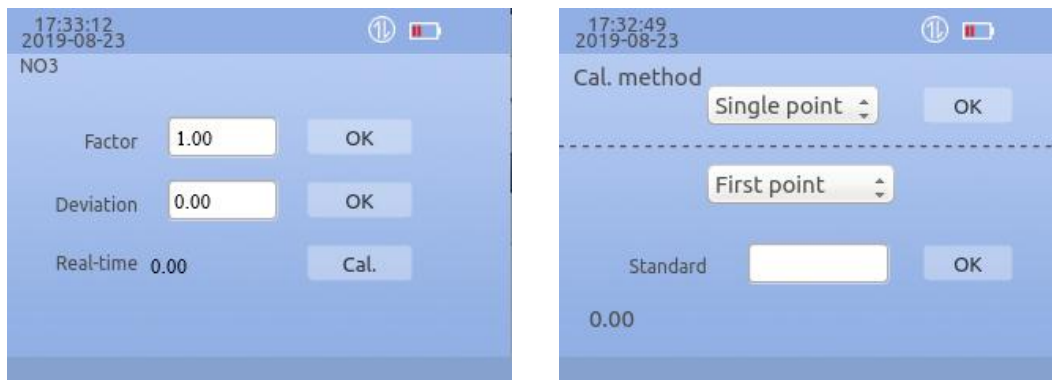 17:33:12
2019-08-23
NO3
Factor 1.00 OK
Deviation 0.00 OK
Real-time 0.00 Cal.
17:32:49
2019-08-23
Cal. method
Single point OK
First point
Standard OK
0.00